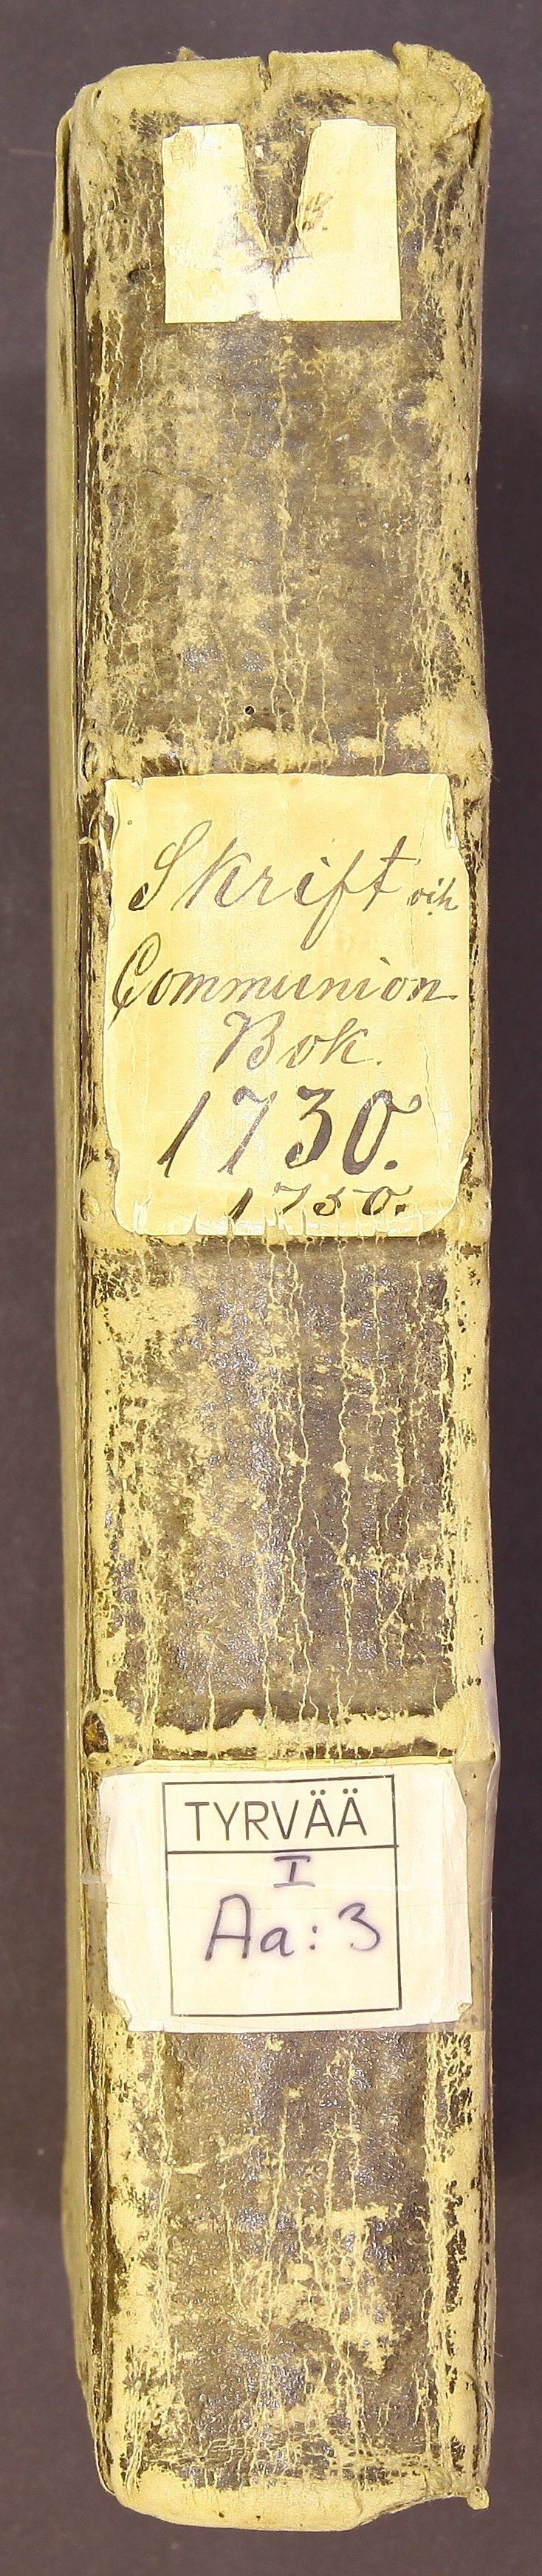 Skrift och
Communion
Bok.
1730.
1750.
TYRVÄÄ
I
Aa:3